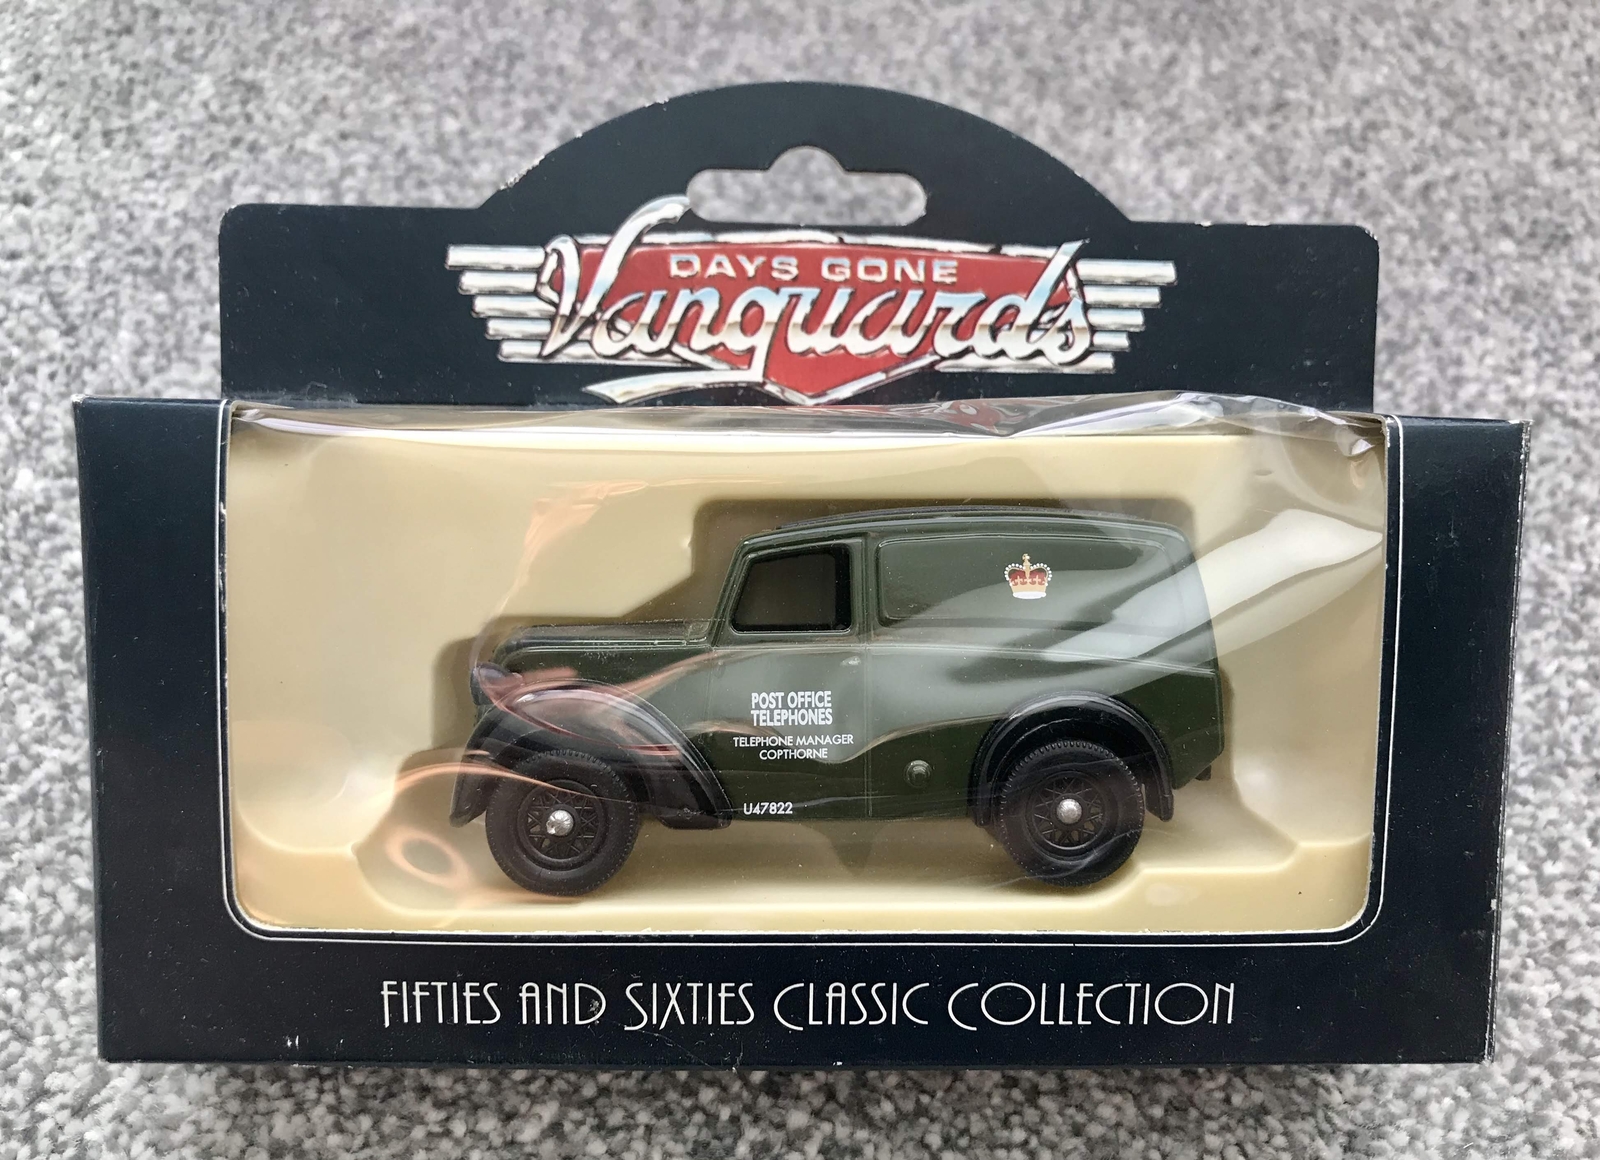 DAYS GONE
Vanguards
POST OFFICE
TELEPHONES
TELEPHONE MANAGER
COPTHORNE
U47822
FIFTIES AND SIXTIES CLASSIC COLLECTION